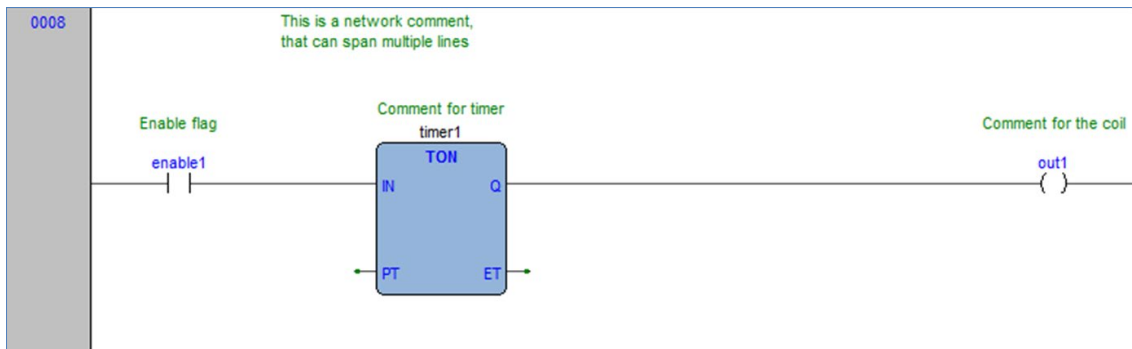 0008
This is a network comment,
that can span multiple lines
Comment for timer
Enable flag
Comment for the coil
timer1
enable1
out1
TON
IN Q
PT ET